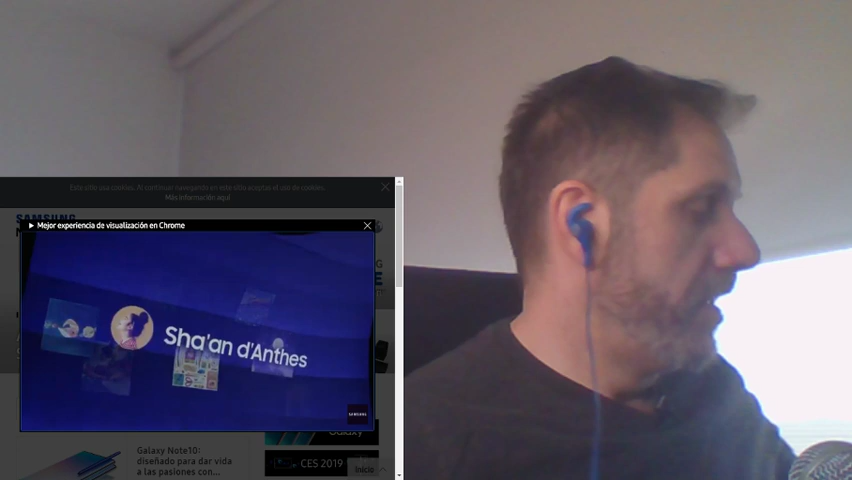 Este sitio usa cookies. Al continuar navegando en este sitio aceptas el uso de cookies.
Más información aquí
SAMSUNG
Mejor experiencia de visualización en Chrome
Sha'an d'Anthes
SAMSUNG
Galaxy
Galaxy Note10:
diseñado para dar vida
a las pasiones con...
CES 2019
Inicio